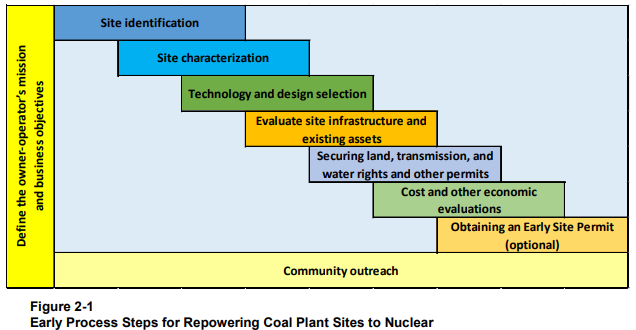 Define the owner-operator's mission
and business objectives
Site identification
Site characterization
Technology and design selection
Evaluate site infrastructure and
existing assets
Securing land, transmission, and
water rights and other permits
Cost and other economic
evaluations
Obtaining an Early Site Permit
(optional)
Community outreach
Figure 2-1
Early Process Steps for Repowering Coal Plant Sites to Nuclear